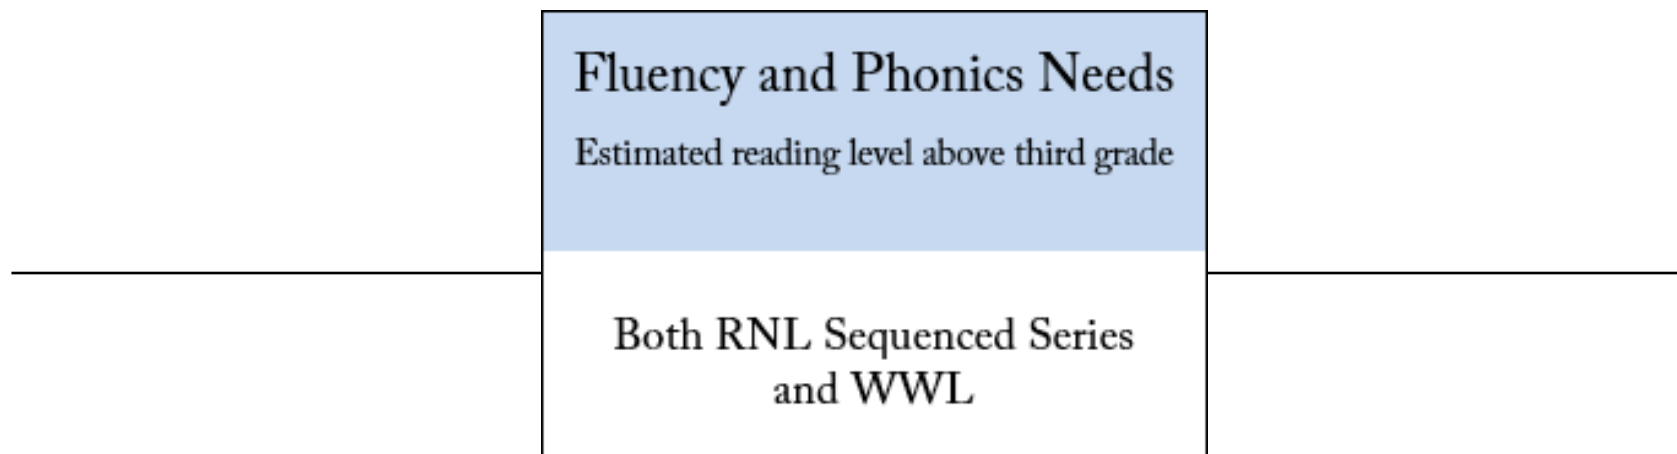 Fluency and Phonics Needs
Estimated reading level above third grade
Both RNL Sequenced Series
and WWL